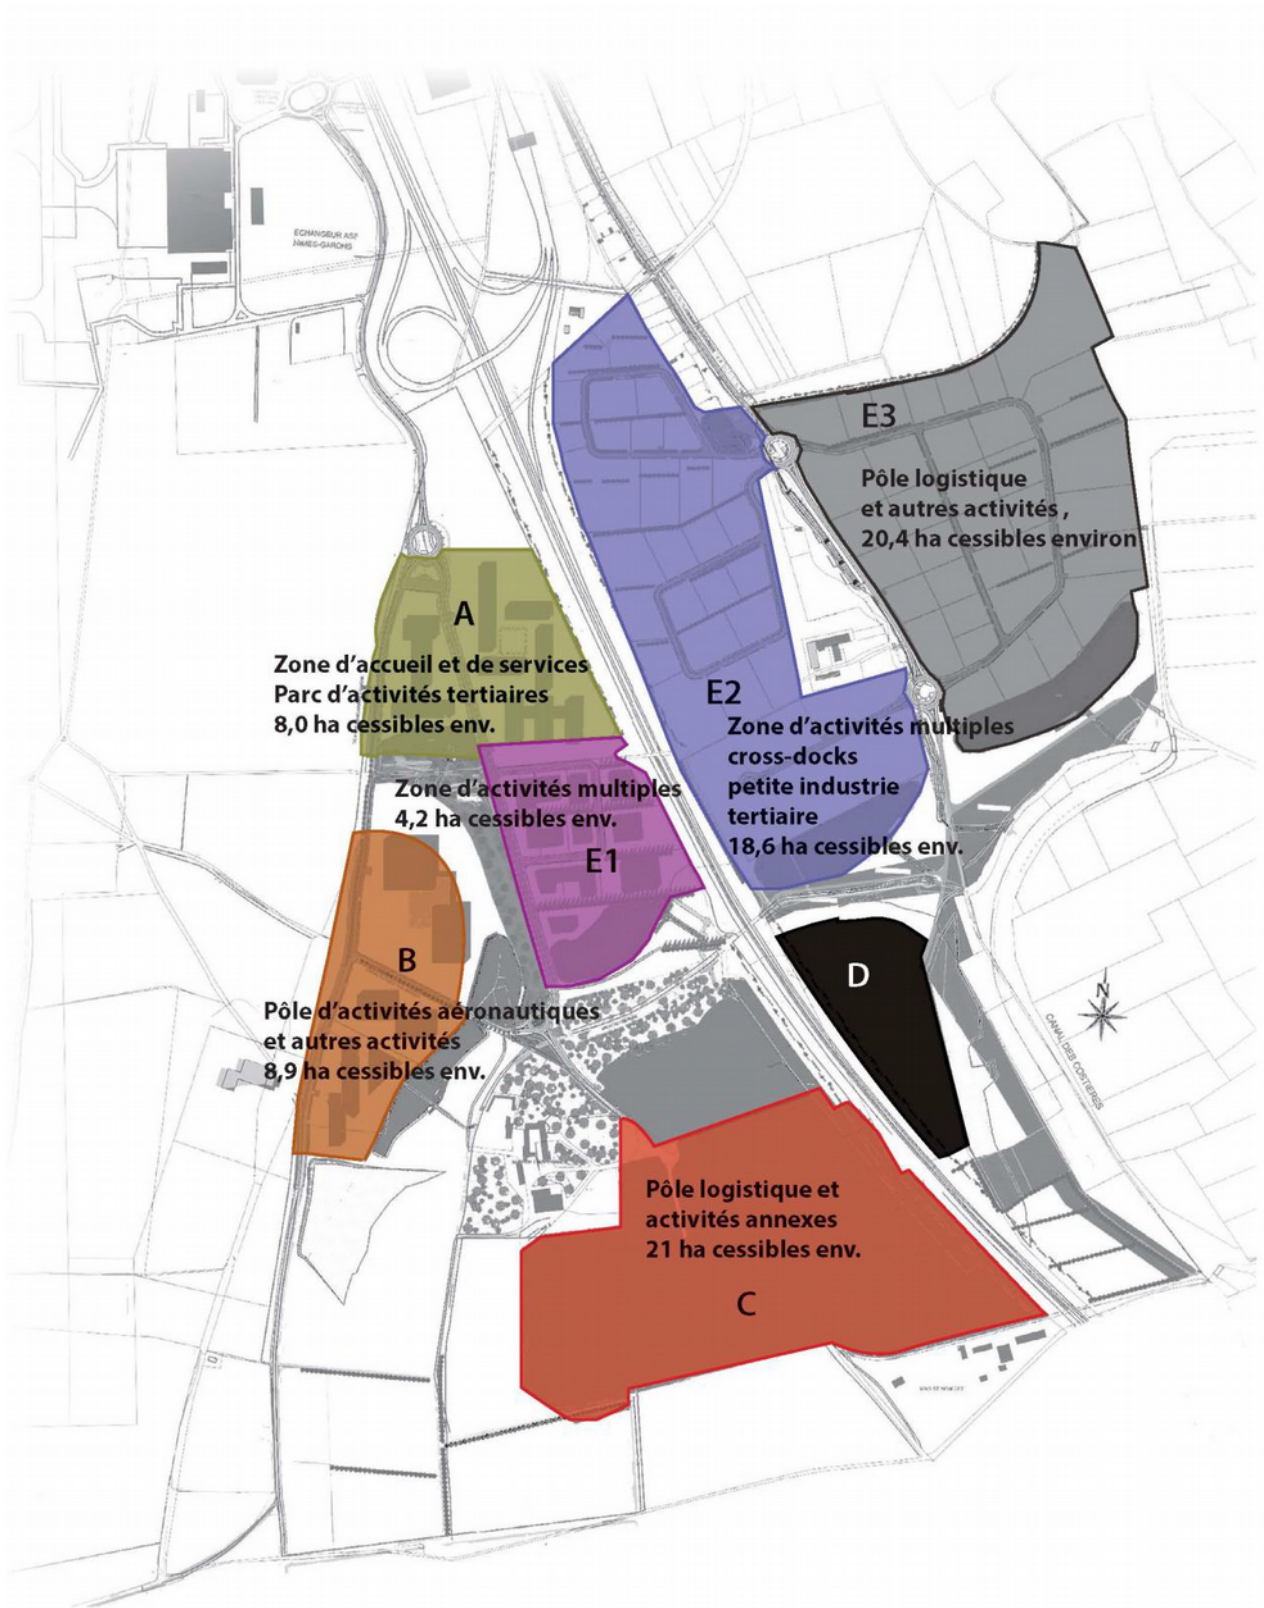 ECHANGEUR ASF
NIMES-GARONS
E3
Pôle logistique
et autres activités ,
20,4 ha cessibles environ
A
Zone d'accueil et de services
Parc d'activités tertiaires
8,0 ha cessibles env.
E2
Zone d'activités multiples
cross-docks
petite industrie
tertiaire
18,6 ha cessibles env.
Zone d'activités multiples
4,2 ha cessibles env.
E1
B
Pôle d'activités aéronautiques
et autres activités
8,9 ha cessibles env.
D
N
CANAL DES COSTIERES
Pôle logistique et
activités annexes
21 ha cessibles env.
C